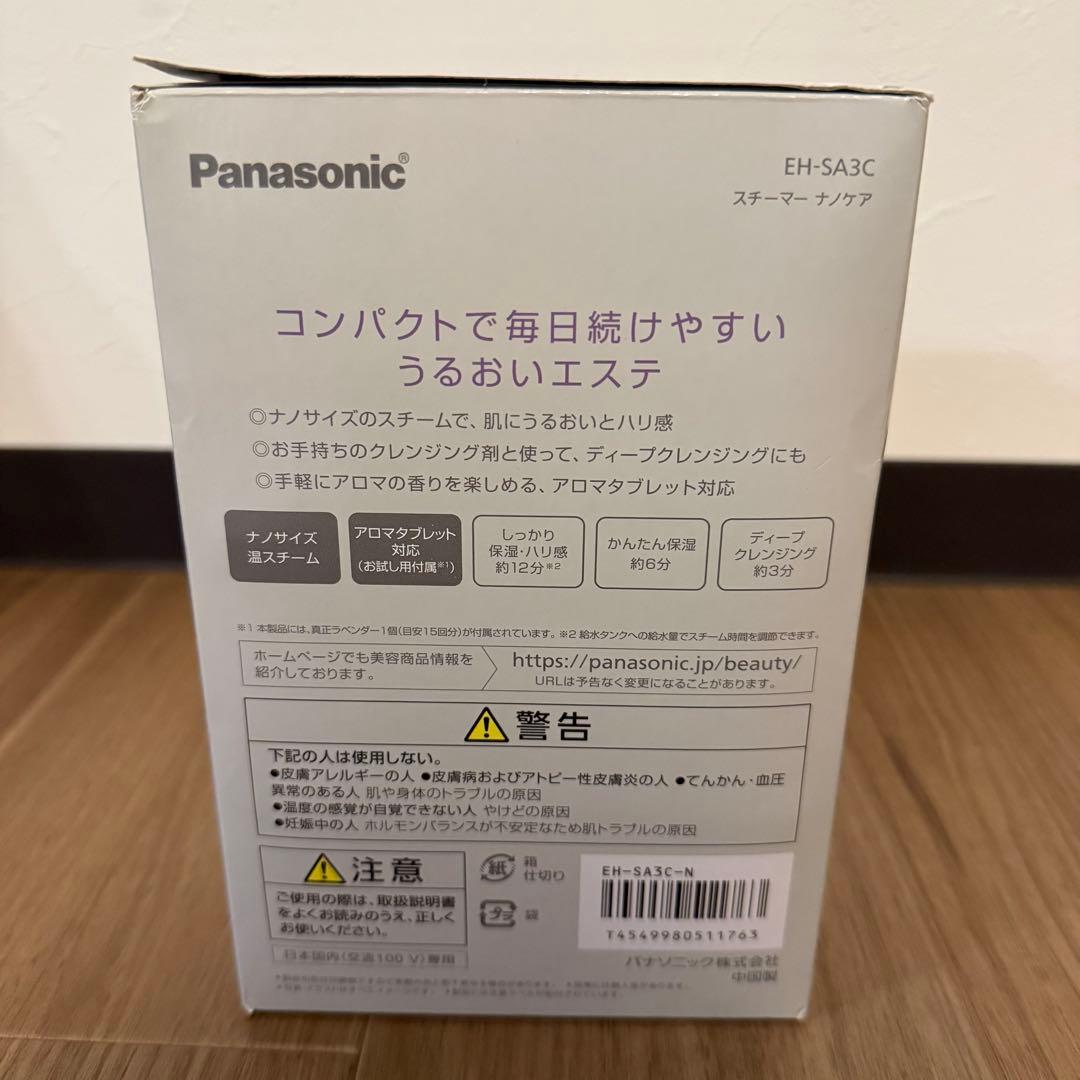 Panasonic®
EH-SA3C
スチーマー ナノケア
コンパクトで毎日続けやすい
うるおいエステ
◎ナノサイズのスチームで、肌にうるおいとハリ感
◎お手持ちのクレンジング剤と使って、ディープクレンジングにも
◎手軽にアロマの香りを楽しめる、アロマタブレット対応
ナノサイズ
温スチーム
アロマタブレット
対応
(お試し用付属※1)
しっかり
保湿・ハリ感
約12分※2
かんたん保湿
約6分
ディープ
クレンジング
約3分
※1 本製品には、真正ラベンダー1個(目安15回分)が付属されています。※2 給水タンクへの給水量でスチーム時間を調節できます。
ホームページでも美容商品情報を
紹介しております。
https://panasonic.jp/beauty/
URLは予告なく変更になることがあります。
警告
下記の人は使用しない。
●皮膚アレルギーの人 ●皮膚病およびアトピー性皮膚炎の人 ●てんかん・血圧
異常のある人 肌や身体のトラブルの原因
●温度の感覚が自覚できない人 やけどの原因
●妊娠中の人 ホルモンバランスが不安定なため肌トラブルの原因
注意
ご使用の際は、取扱説明書
をよくお読みのうえ、正しく
お使いください。
日本国内(交流100 V)専用
紙
箱
仕切り
プラ
袋
EH-SA3C-N
T4549980511763
パナソニック株式会社
中国製